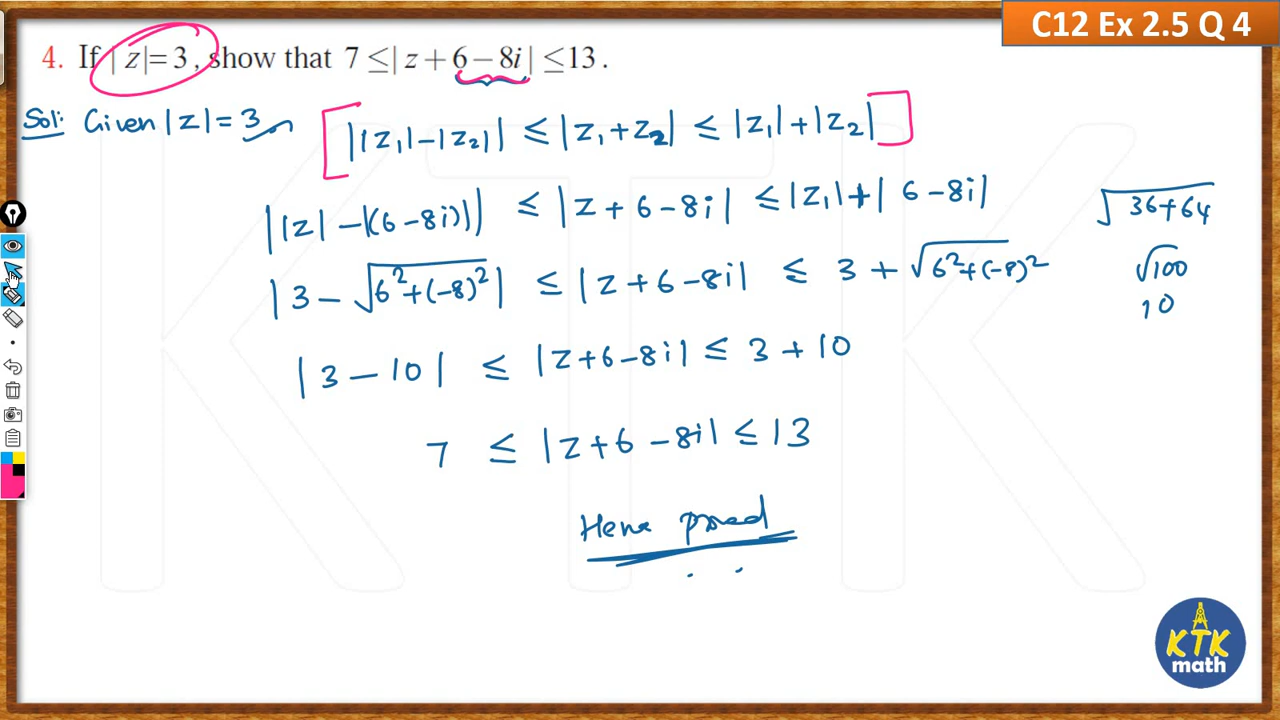 C12 Ex 2.5 Q 4
4. If |z|=3, show that 7 ≤ |z+6−8i| ≤ 13.
Sol: Given |z| = 3
||z₁|−|z₂|| ≤ |z₁+z₂| ≤ |z₁|+|z₂|
||z| −|(6−8i)|| ≤ |z+6−8i| ≤ |z₁|+|6−8i|
√36+64
|3 − √6²+(−8)²| ≤ |z+6−8i| ≤ 3 + √6²+(−8)²
√100
10
|3 − 10| ≤ |z+6−8i| ≤ 3 + 10
7 ≤ |z+6−8i| ≤ 13
Hence proved
KTK
math
KTK